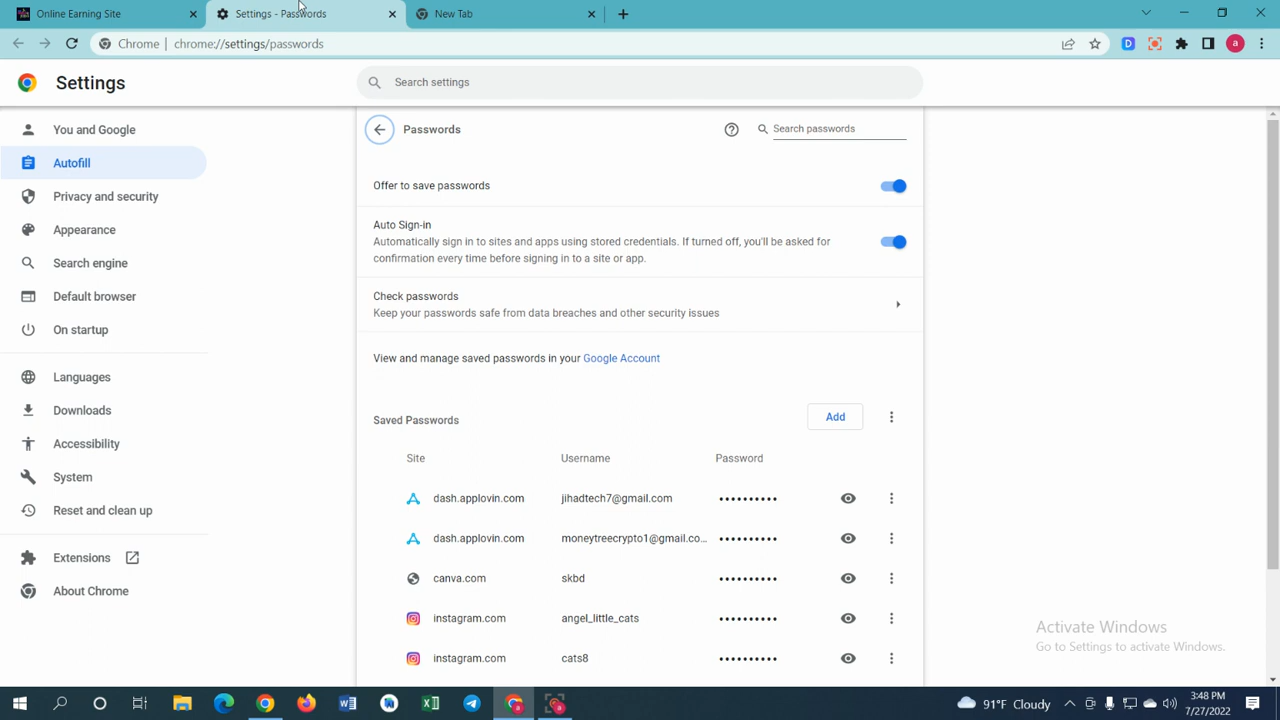 Online Earning Site
Settings - Passwords
New Tab
Chrome | chrome://settings/passwords
D
a
Settings
Search settings
You and Google
Autofill
Privacy and security
Appearance
Search engine
Default browser
On startup
Languages
Downloads
Accessibility
System
Reset and clean up
Extensions
About Chrome
Passwords
Search passwords
Offer to save passwords
Auto Sign-in
Automatically sign in to sites and apps using stored credentials. If turned off, you'll be asked for
confirmation every time before signing in to a site or app.
Check passwords
Keep your passwords safe from data breaches and other security issues
View and manage saved passwords in your Google Account
Saved Passwords
Add
Site Username Password
dash.applovin.com jihadtech7@gmail.com ••••••••••
dash.applovin.com moneytreecrypto1@gmail.co... ••••••••••
canva.com skbd ••••••••••
instagram.com angel_little_cats ••••••••••
instagram.com cats8 ••••••••••
Activate Windows
Go to Settings to activate Windows.
91°F Cloudy
3:48 PM
7/27/2022